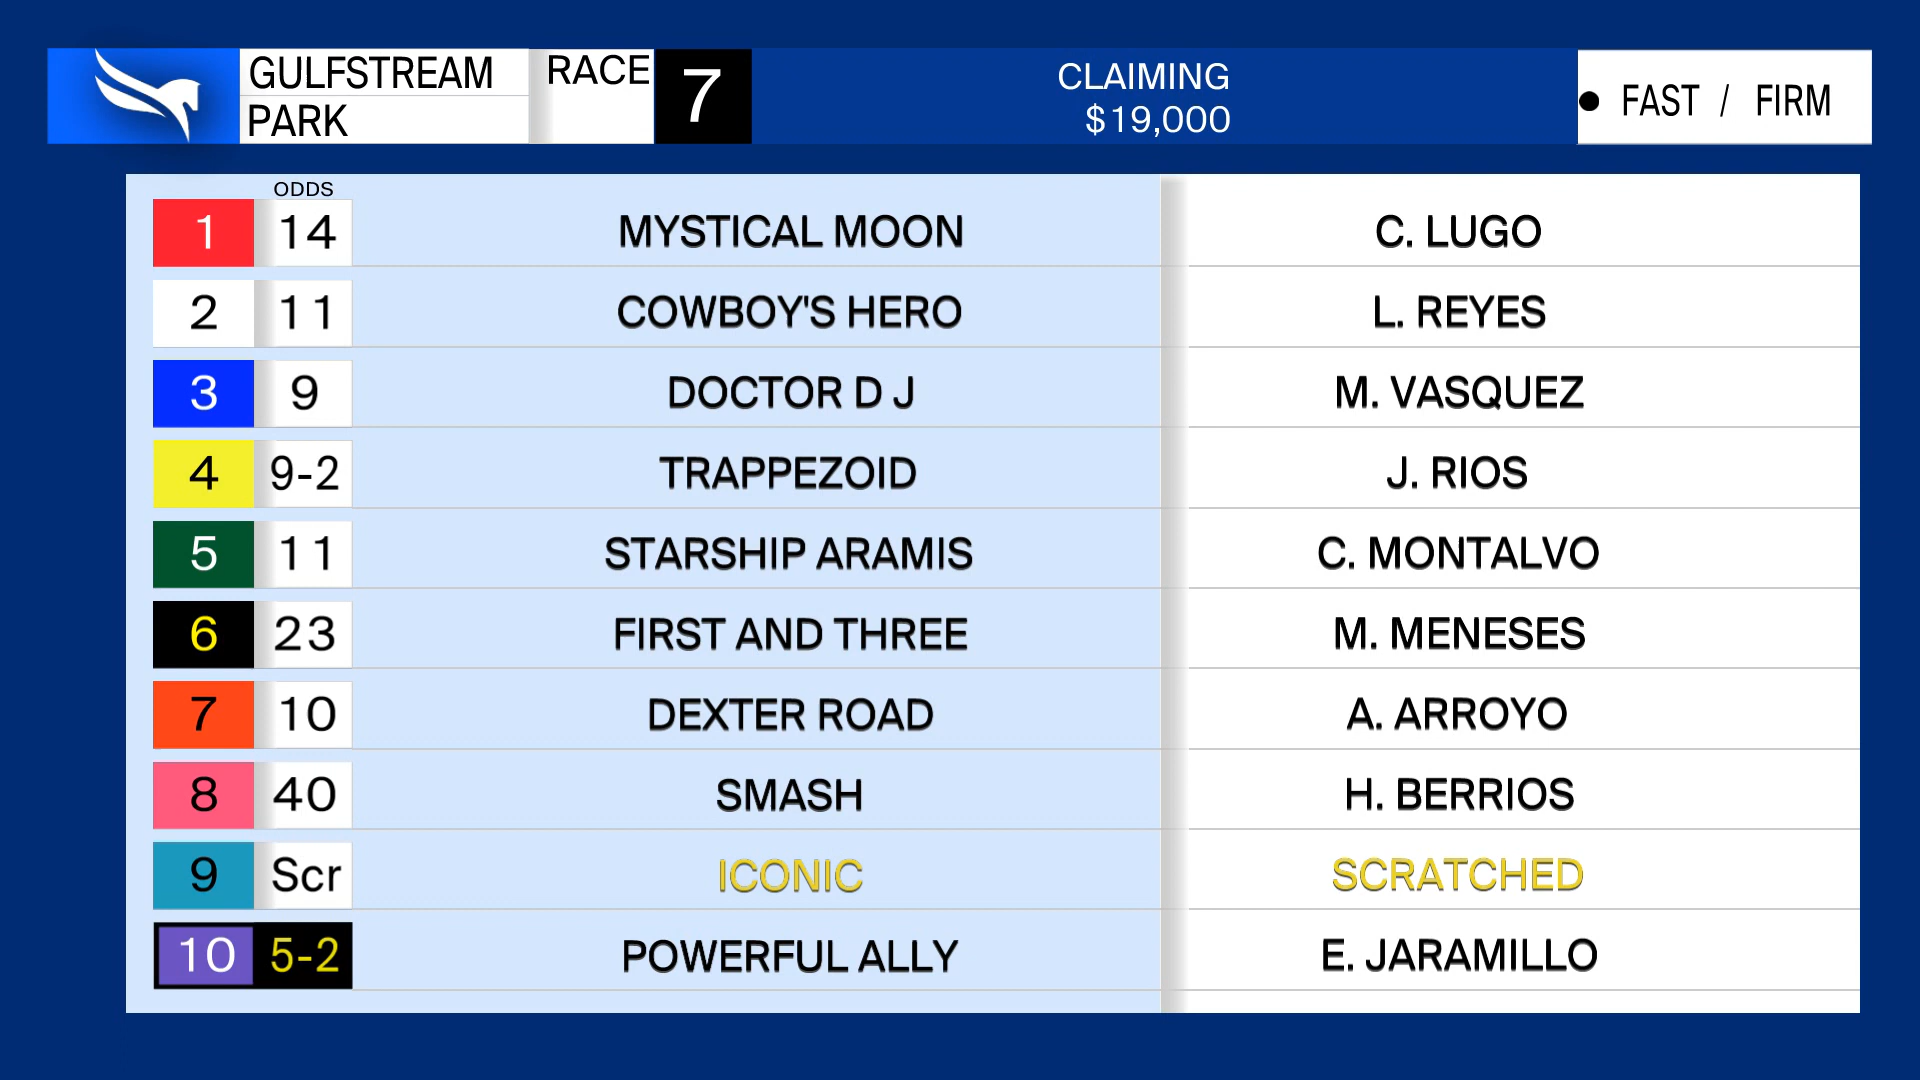 GULFSTREAM
PARK
RACE
7
CLAIMING
$19,000
FAST / FIRM
ODDS
1 14 MYSTICAL MOON C. LUGO
2 11 COWBOY'S HERO L. REYES
3 9 DOCTOR D J M. VASQUEZ
4 9-2 TRAPPEZOID J. RIOS
5 11 STARSHIP ARAMIS C. MONTALVO
6 23 FIRST AND THREE M. MENESES
7 10 DEXTER ROAD A. ARROYO
8 40 SMASH H. BERRIOS
9 Scr ICONIC SCRATCHED
10 5-2 POWERFUL ALLY E. JARAMILLO